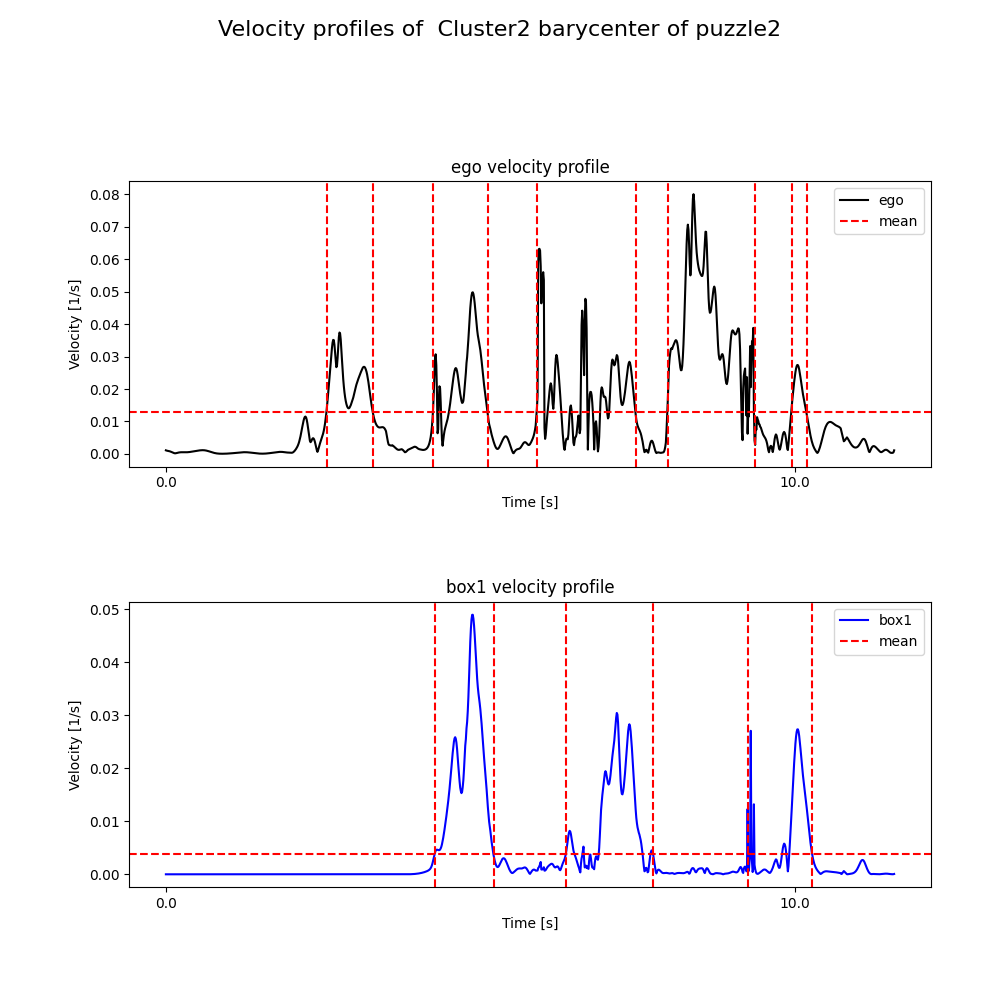 Velocity profiles of  Cluster2 barycenter of puzzle2
ego velocity profile
0.08
0.07
0.06
0.05
0.04
0.03
0.02
0.01
0.00
Velocity [1/s]
ego
mean
0.0
10.0
Time [s]
box1 velocity profile
0.05
0.04
0.03
0.02
0.01
0.00
Velocity [1/s]
box1
mean
0.0
10.0
Time [s]